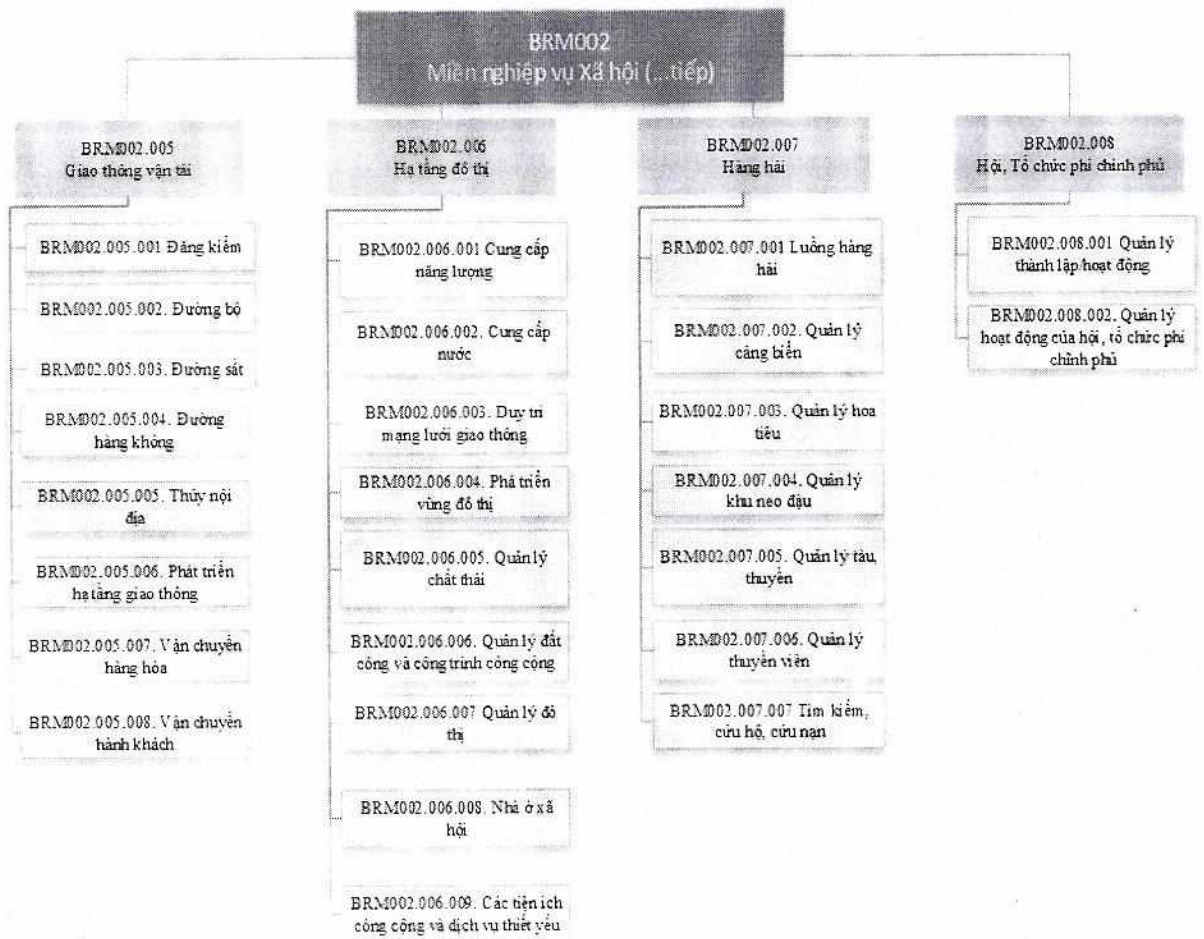 BRM002
Miền nghiệp vụ Xã hội (...tiếp)
BRM002.005
Giao thông vận tải
BRM002.005.001 Đăng kiểm
BRM002.005.002. Đường bộ
BRM002.005.003. Đường sắt
BRM002.005.004. Đường
hàng không
BRM002.005.005. Thủy nội
địa
BRM002.005.006. Phát triển
hạ tầng giao thông
BRM002.005.007. Vận chuyển
hàng hóa
BRM002.005.008. Vận chuyển
hành khách
BRM002.006
Hạ tầng đô thị
BRM002.006.001 Cung cấp
năng lượng
BRM002.006.002. Cung cấp
nước
BRM002.006.003. Duy trì
mạng lưới giao thông
BRM002.006.004. Phá triển
vùng đô thị
BRM002.006.005. Quản lý
chất thải
BRM002.006.006. Quản lý đất
công và công trình công cộng
BRM002.006.007 Quản lý đô
thị
BRM002.006.008. Nhà ở xã
hội
BRM002.006.009. Các tiện ích
công cộng và dịch vụ thiết yếu
BRM002.007
Hàng hải
BRM002.007.001 Luồng hàng
hải
BRM002.007.002. Quản lý
cảng biển
BRM002.007.003. Quản lý hoa
tiêu
BRM002.007.004. Quản lý
khu neo đậu
BRM002.007.005. Quản lý tàu,
thuyền
BRM002.007.006. Quản lý
thuyền viên
BRM002.007.007 Tìm kiếm,
cứu hộ, cứu nạn
BRM002.008
Hội, Tổ chức phi chính phủ
BRM002.008.001 Quản lý
thành lập/hoạt động
BRM002.008.002. Quản lý
hoạt động của hội, tổ chức phi
chính phủ